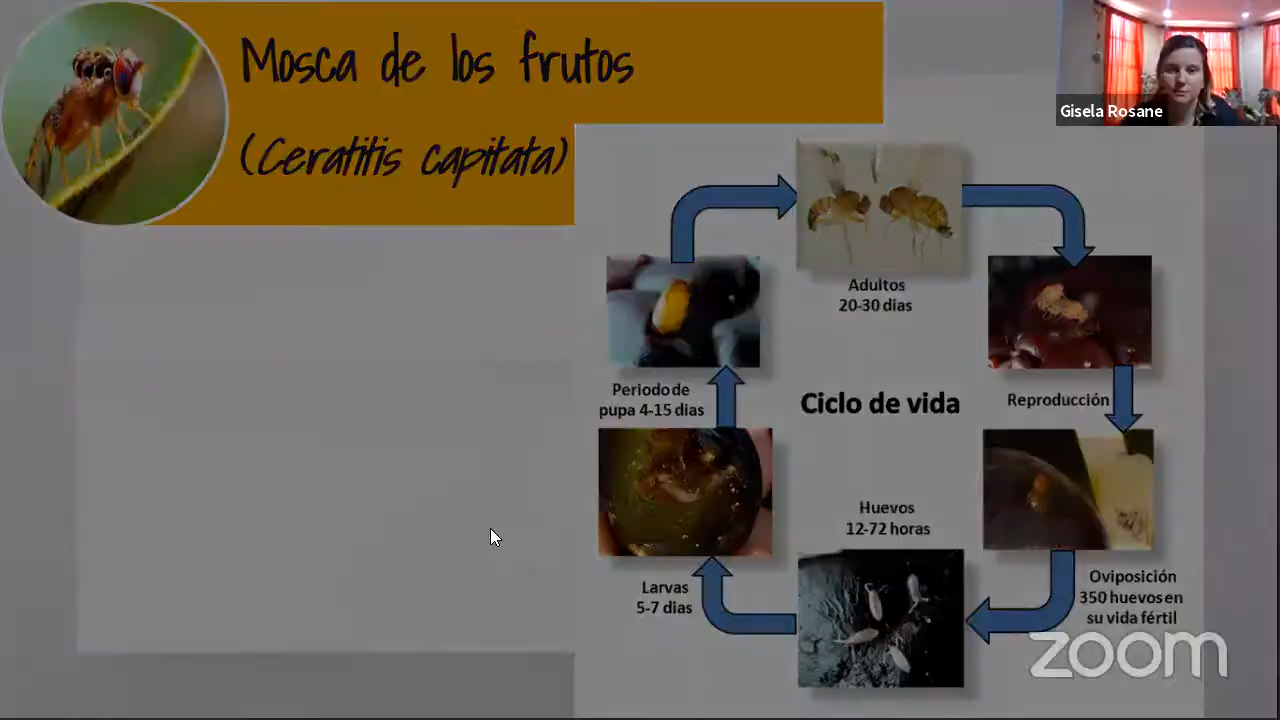 Mosca de los frutos
(Ceratitis capitata)
Gisela Rosane
Adultos
20-30 dias
Periodo de
pupa 4-15 dias
Ciclo de vida
Reproducción
Huevos
12-72 horas
Larvas
5-7 dias
Oviposición
350 huevos en
su vida fértil
zoom